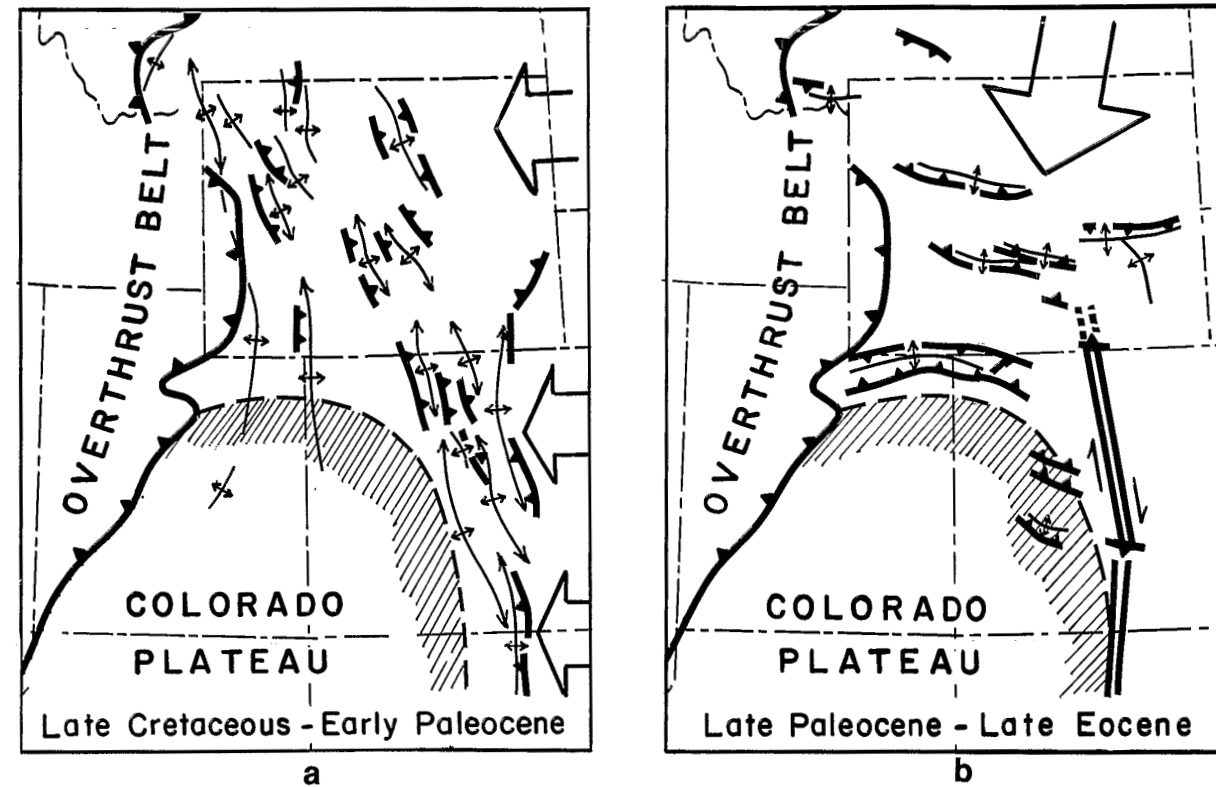 OVERTHRUST BELT
COLORADO
PLATEAU
Late Cretaceous - Early Paleocene
a
OVERTHRUST BELT
COLORADO
PLATEAU
Late Paleocene - Late Eocene
b